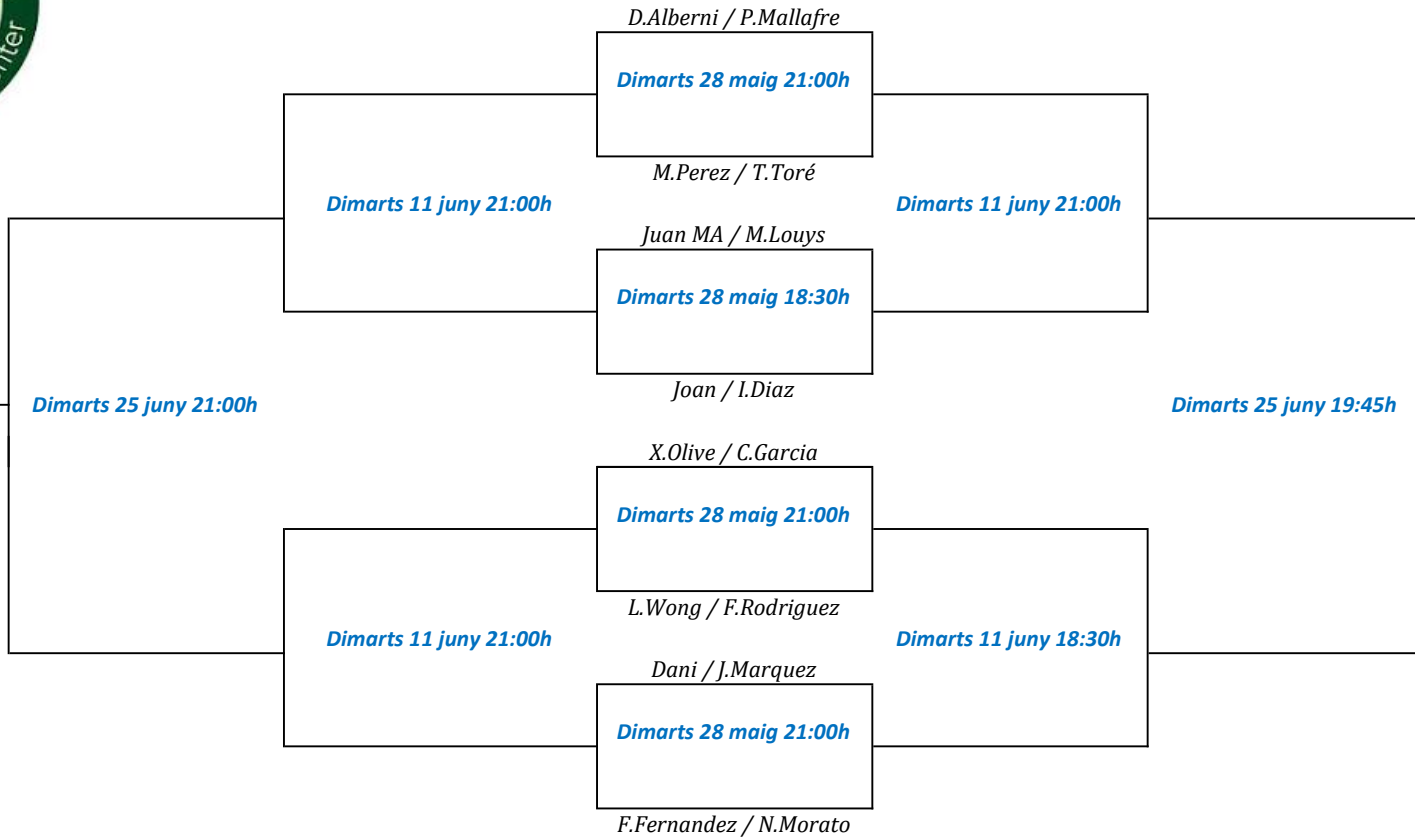 nter
D.Alberni / P.Mallafre
Dimarts 28 maig 21:00h
M.Perez / T.Toré
Dimarts 11 juny 21:00h
Dimarts 11 juny 21:00h
Juan MA / M.Louys
Dimarts 28 maig 18:30h
Joan / I.Diaz
Dimarts 25 juny 21:00h
Dimarts 25 juny 19:45h
X.Olive / C.Garcia
Dimarts 28 maig 21:00h
L.Wong / F.Rodriguez
Dimarts 11 juny 21:00h
Dimarts 11 juny 18:30h
Dani / J.Marquez
Dimarts 28 maig 21:00h
F.Fernandez / N.Morato